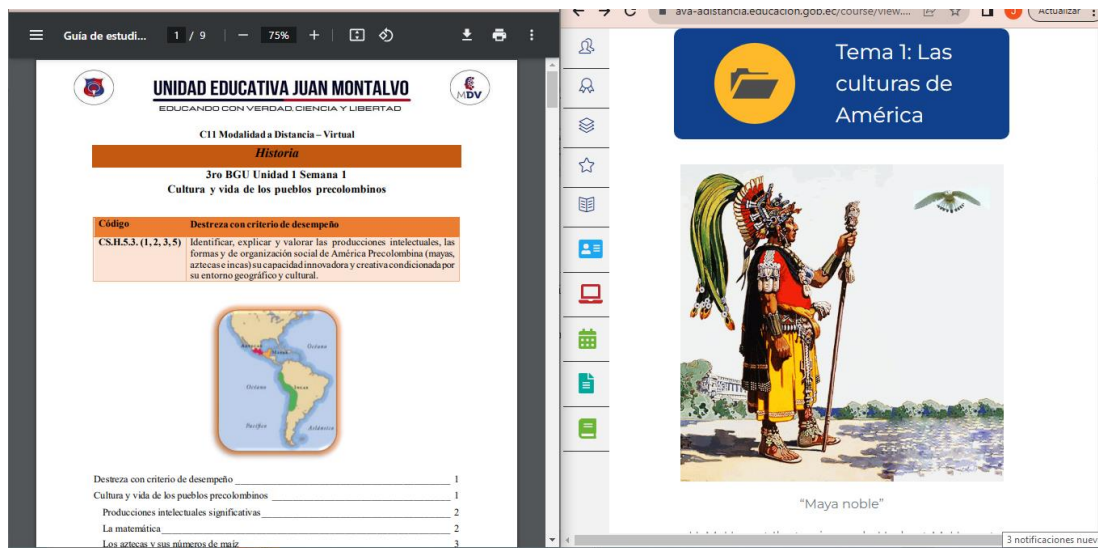 Guía de estudi...
1 / 9
75%
UNIDAD EDUCATIVA JUAN MONTALVO
EDUCANDO CON VERDAD, CIENCIA Y LIBERTAD
MDV
C11 Modalidad a Distancia – Virtual
Historia
3ro BGU Unidad 1 Semana 1
Cultura y vida de los pueblos precolombinos
Código Destreza con criterio de desempeño
CS.H.5.3. (1, 2, 3, 5) Identificar, explicar y valorar las producciones intelectuales, las
formas y de organización social de América Precolombina (mayas,
aztecas e incas) su capacidad innovadora y creativa condicionada por
su entorno geográfico y cultural.
Océano
Océano
Incas
Pacífico
Atlántico
Destreza con criterio de desempeño 1
Cultura y vida de los pueblos precolombinos 1
Producciones intelectuales significativas 2
La matemática 2
Los aztecas y sus números de maíz 3
ava-adistancia.educacion.gob.ec/course/view....
J
Actualizar
Tema 1: Las
culturas de
América
“Maya noble”
3 notificaciones nuev